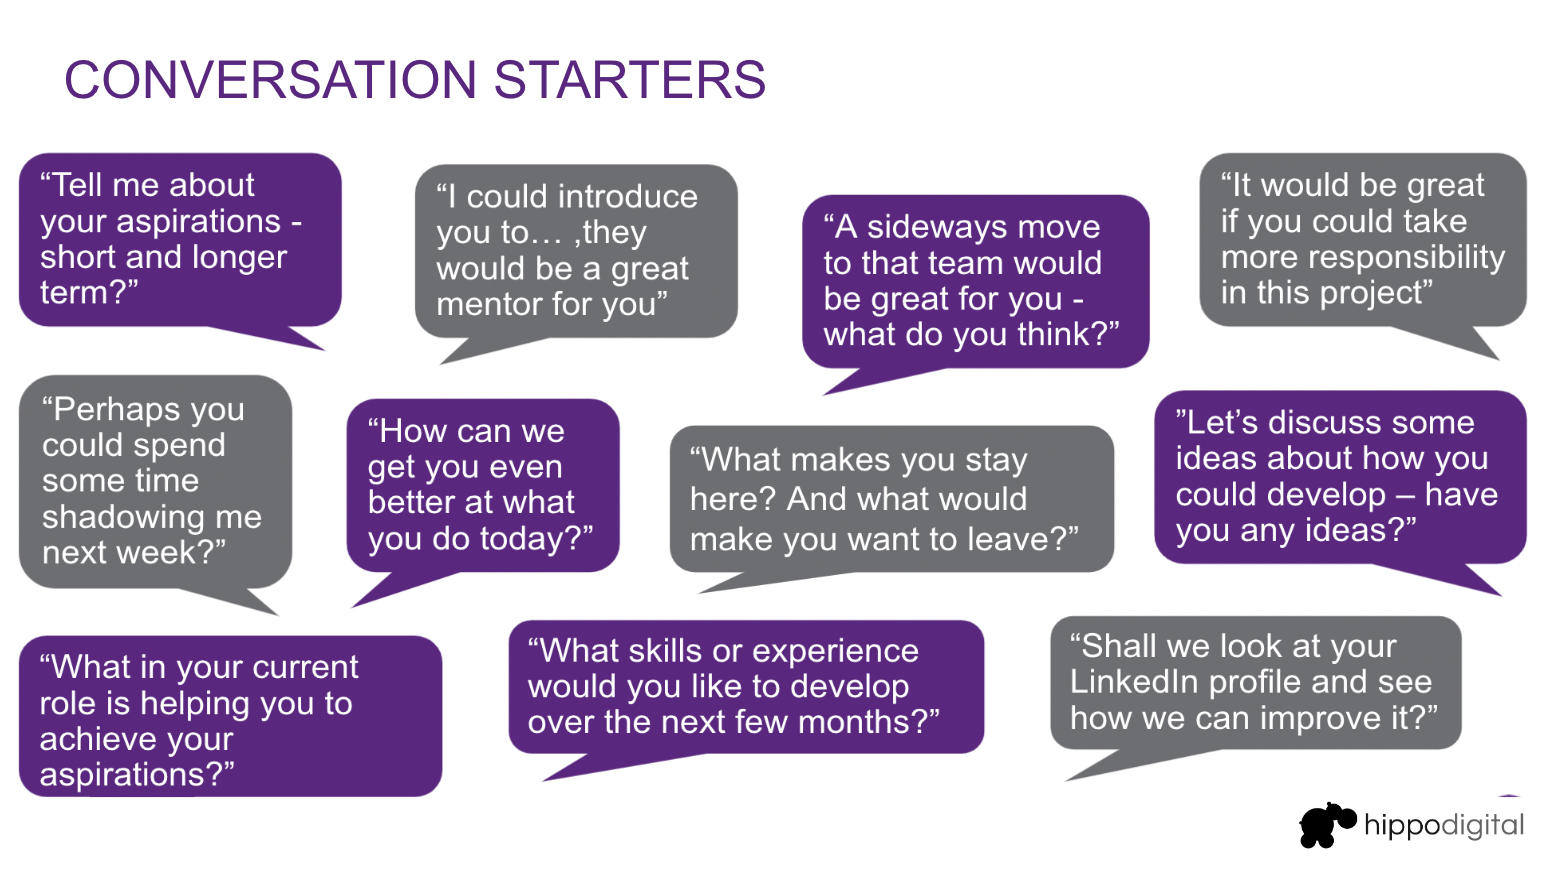 CONVERSATION STARTERS
“Tell me about
your aspirations -
short and longer
term?”
“I could introduce
you to… ,they
would be a great
mentor for you”
“A sideways move
to that team would
be great for you -
what do you think?”
“It would be great
if you could take
more responsibility
in this project”
“Perhaps you
could spend
some time
shadowing me
next week?”
“How can we
get you even
better at what
you do today?”
“What makes you stay
here? And what would
make you want to leave?”
”Let’s discuss some
ideas about how you
could develop – have
you any ideas?”
“What in your current
role is helping you to
achieve your
aspirations?”
“What skills or experience
would you like to develop
over the next few months?”
“Shall we look at your
LinkedIn profile and see
how we can improve it?”
hippodigital